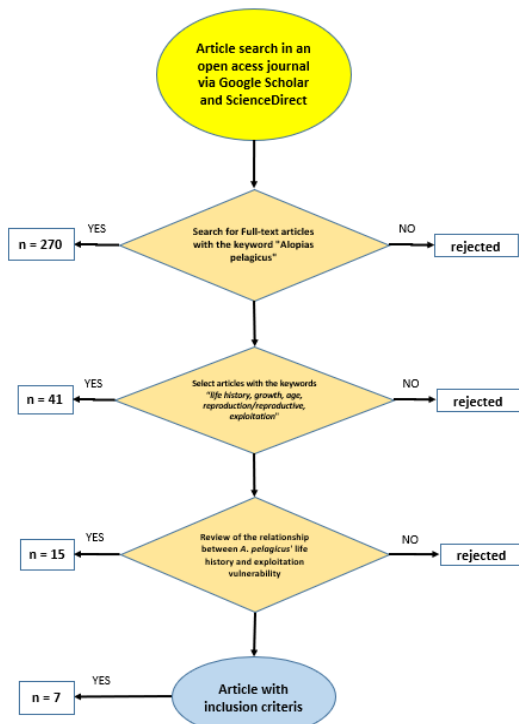 Article search in an
open acess journal
via Google Scholar
and ScienceDirect
YES
NO
n = 270
Search for Full-text articles
with the keyword "Alopias
pelagicus"
rejected
YES
NO
n = 41
Select articles with the keywords
"life history, growth, age,
reproduction/reproductive,
exploitation"
rejected
YES
NO
n = 15
Review of the relationship
between A. pelagicus' life
history and exploitation
vulnerability
rejected
YES
n = 7
Article with
inclusion criteris